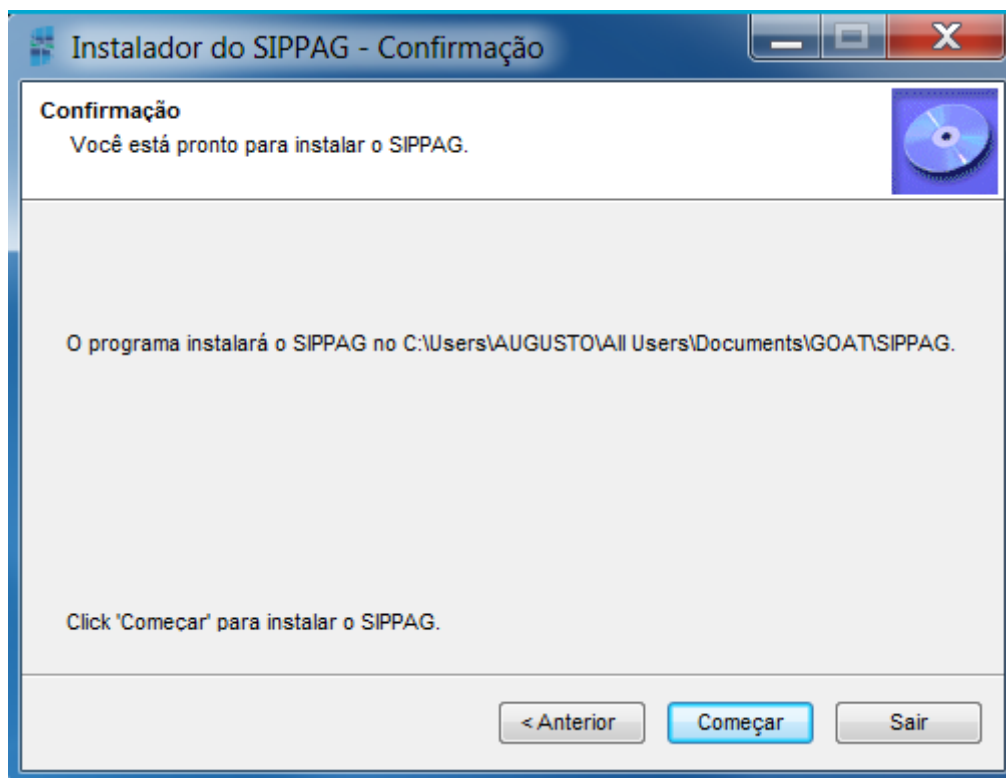 Instalador do SIPPAG - Confirmação
Confirmação
Você está pronto para instalar o SIPPAG.
O programa instalará o SIPPAG no C:\Users\AUGUSTO\All Users\Documents\GOAT\SIPPAG.
Click 'Começar' para instalar o SIPPAG.
< Anterior
Começar
Sair